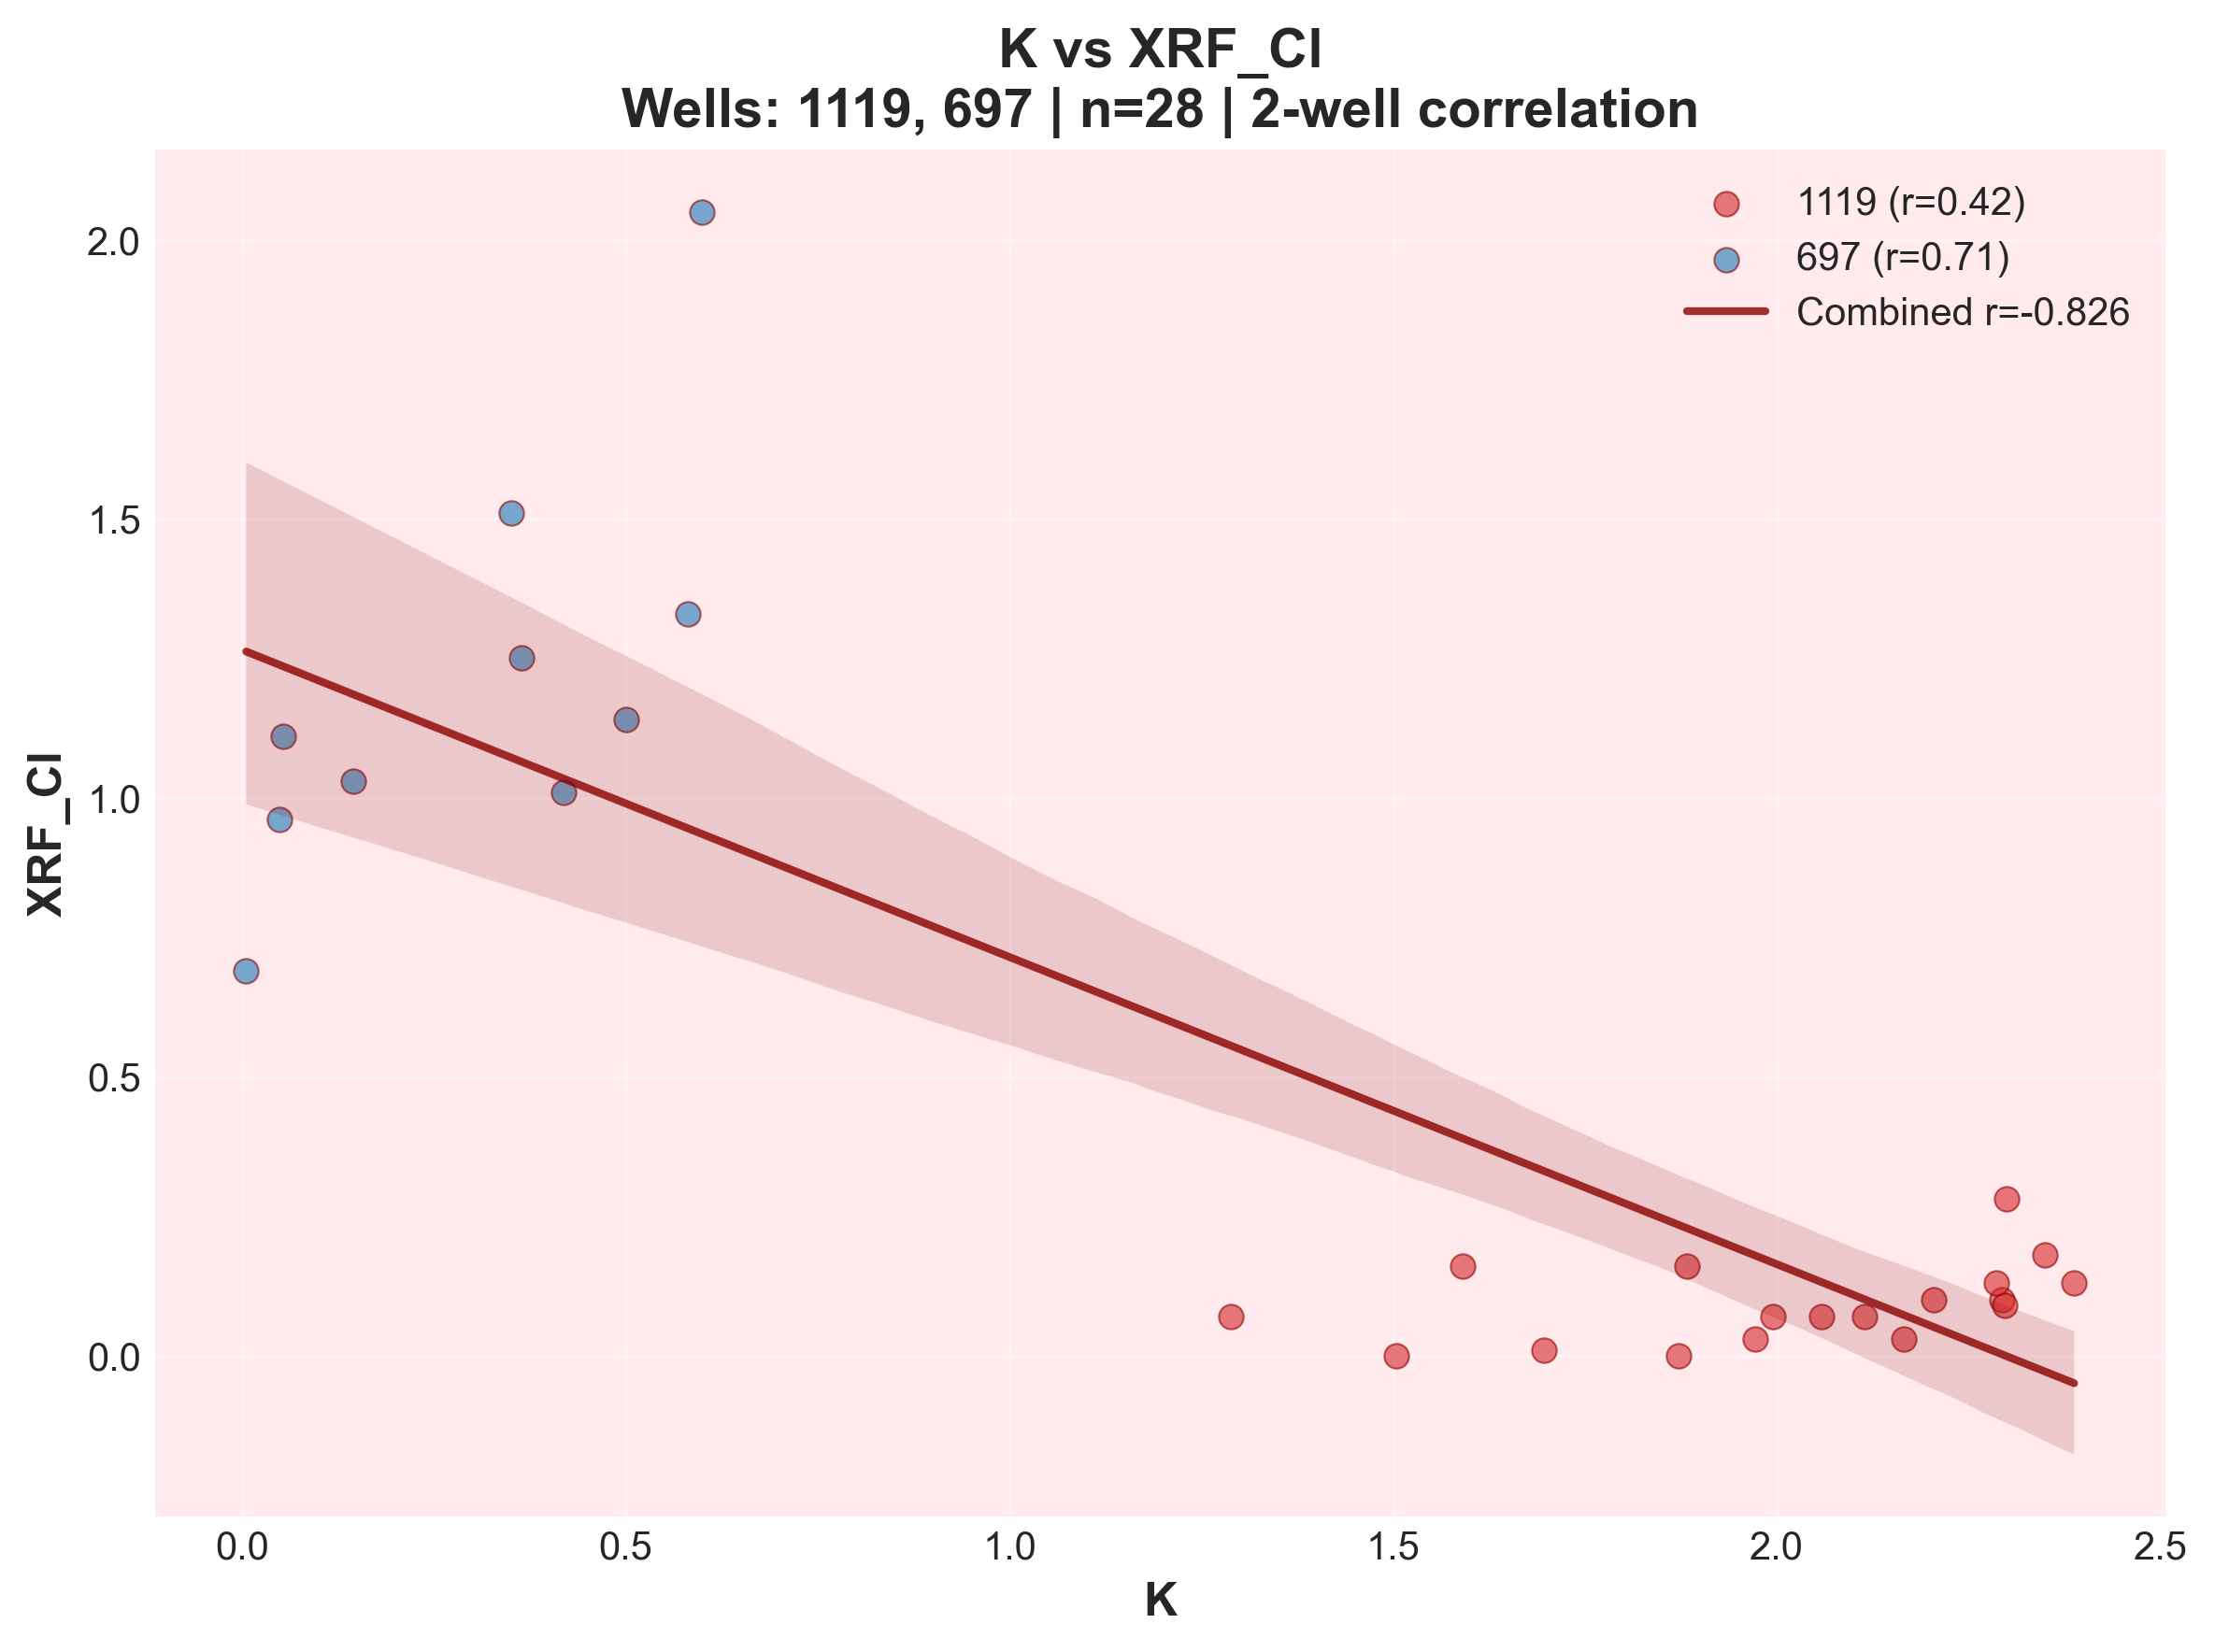 K vs XRF_Cl
Wells: 1119, 697 | n=28 | 2-well correlation
1119 (r=0.42)
697 (r=0.71)
Combined r=-0.826
XRF_Cl
2.0
1.5
1.0
0.5
0.0
0.0
0.5
1.0
1.5
2.0
2.5
K